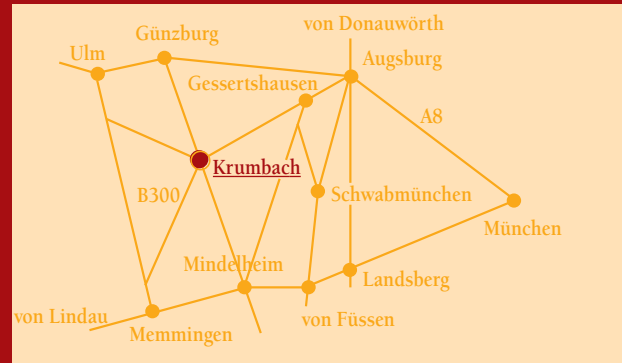 von Donauwörth
Günzburg
Ulm
Augsburg
Gessertshausen
A8
Krumbach
B300
Schwabmünchen
München
Mindelheim
Landsberg
von Lindau
von Füssen
Memmingen